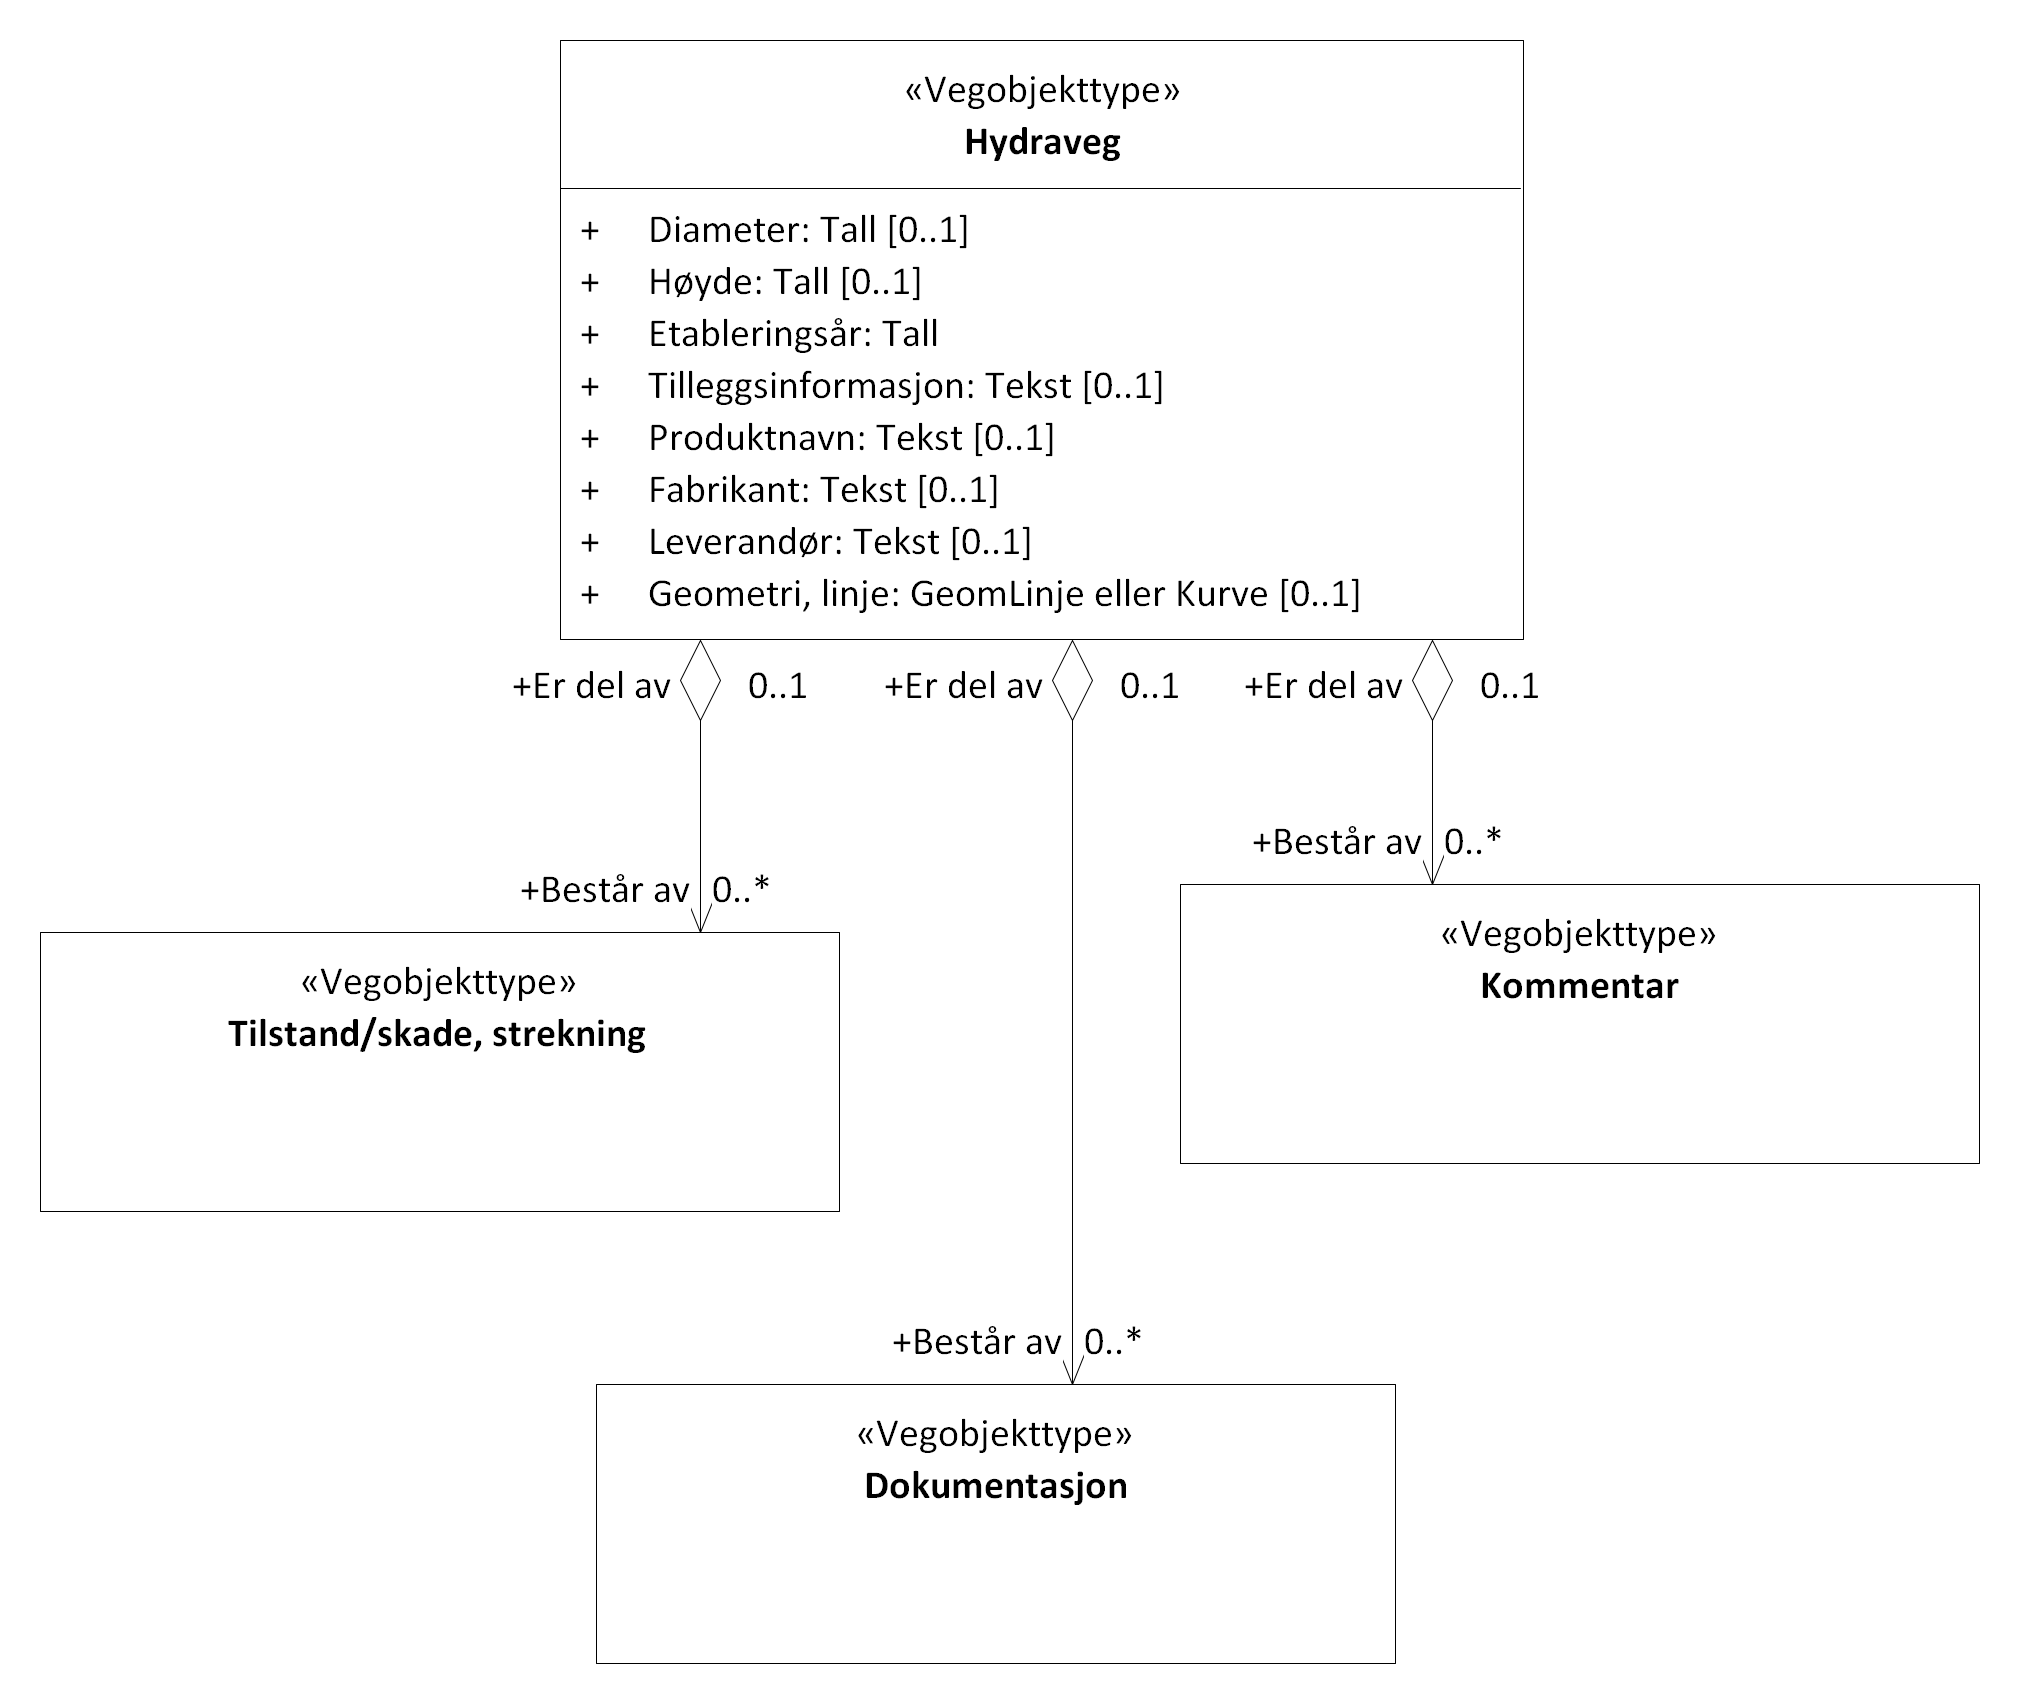 «Vegobjekttype»
Hydraveg
+ Diameter: Tall [0..1]
+ Høyde: Tall [0..1]
+ Etableringsår: Tall
+ Tilleggsinformasjon: Tekst [0..1]
+ Produktnavn: Tekst [0..1]
+ Fabrikant: Tekst [0..1]
+ Leverandør: Tekst [0..1]
+ Geometri, linje: GeomLinje eller Kurve [0..1]
+Er del av 0..1 +Er del av 0..1 +Er del av 0..1
+Består av 0..*
+Består av 0..*
«Vegobjekttype»
Kommentar
«Vegobjekttype»
Tilstand/skade, strekning
+Består av 0..*
«Vegobjekttype»
Dokumentasjon